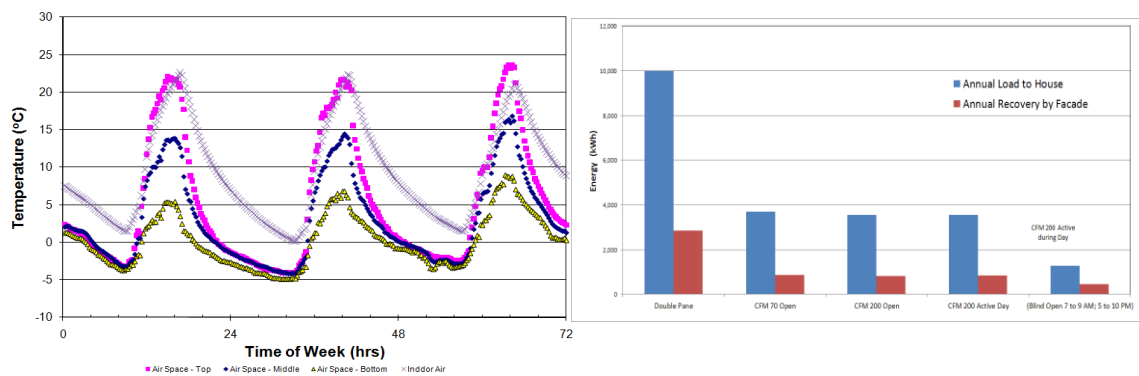 30
25
20
15
10
5
0
-5
-10
Temperature (°C)
0 24 48 72
Time of Week (hrs)
Air Space - Top Air Space - Middle Air Space - Bottom Inddor Air
12,000
10,000
8,000
6,000
4,000
2,000
0
Energy (kWh)
Annual Load to House
Annual Recovery by Facade
CFM 200 Active
during Day
Double Pane CFM 70 Open CFM 200 Open CFM 200 Active Day (Blind Open 7 to 9 AM; 5 to 10 PM)